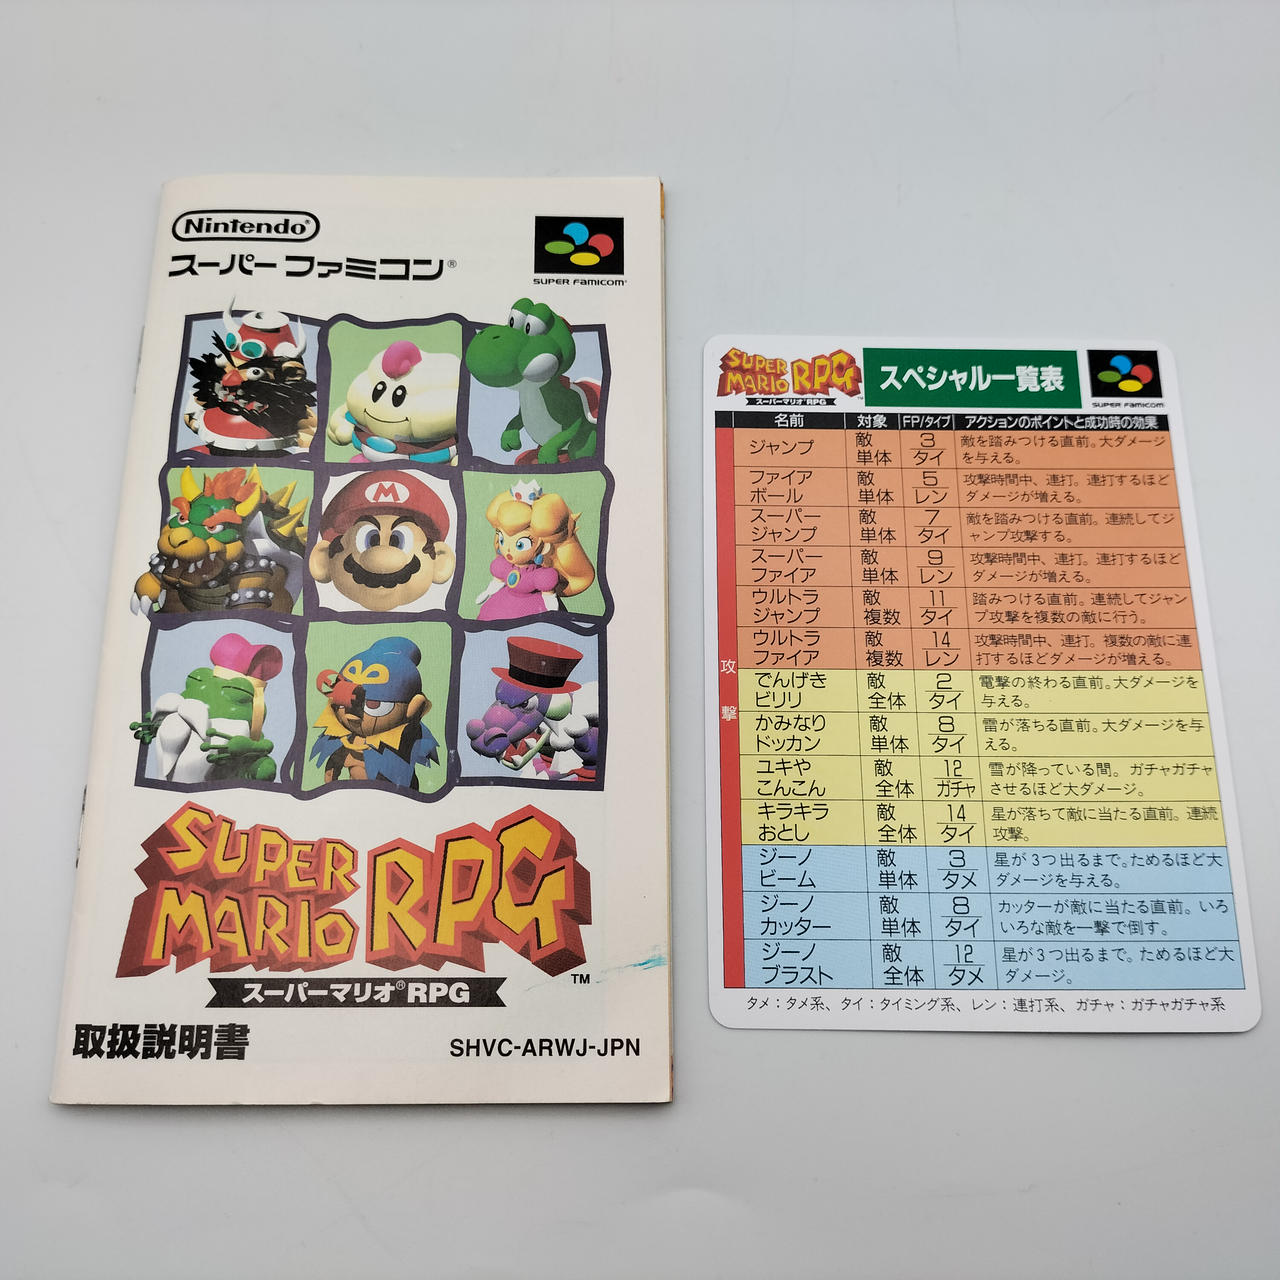 Nintendo®
スーパーファミコン®
SUPER FAMICOM
M
SUPER
MARIO RPG
TM
スーパーマリオ®RPG
取扱説明書
SHVC-ARWJ-JPN
SUPER
MARIO RPG
スーパーマリオ®RPG
スペシャル一覧表
SUPER FAMICOM
名前 対象 FP/タイプ アクションのポイントと成功時の効果
攻撃
ジャンプ 敵単体 3 タイ 敵を踏みつける直前。大ダメージ
を与える。
ファイア 敵 5 攻撃時間中、連打。連打するほど
ボール 単体 レン ダメージが増える。
スーパー 敵 7 敵を踏みつける直前。連続してジ
ジャンプ 単体 タイ ャンプ攻撃する。
スーパー 敵 9 攻撃時間中、連打。連打するほど
ファイア 単体 レン ダメージが増える。
ウルトラ 敵 11 踏みつける直前。連続してジャン
ジャンプ 複数 タイ プ攻撃を複数の敵に行う。
ウルトラ 敵 14 攻撃時間中、連打。複数の敵に連
ファイア 複数 レン 打するほどダメージが増える。
でんげき 敵 2 電撃の終わる直前。大ダメージを
ビリリ 全体 タイ 与える。
かみなり 敵 8 雷が落ちる直前。大ダメージを与
ドッカン 単体 タイ える。
ユキや 敵 12 雪が降っている間。ガチャガチャ
こんこん 全体 ガチャ させるほど大ダメージ。
キラキラ 敵 14 星が落ちて敵に当たる直前。連続
おとし 全体 タイ 攻撃。
ジーノ 敵 3 星が3つ出るまで。ためるほど大
ビーム 単体 タメ ダメージを与える。
ジーノ 敵 8 カッターが敵に当たる直前。いろ
カッター 単体 タイ いろな敵を一撃で倒す。
ジーノ 敵 12 星が3つ出るまで。ためるほど大
ブラスト 全体 タメ ダメージ。
タメ：タメ系、タイ：タイミング系、レン：連打系、ガチャ：ガチャガチャ系